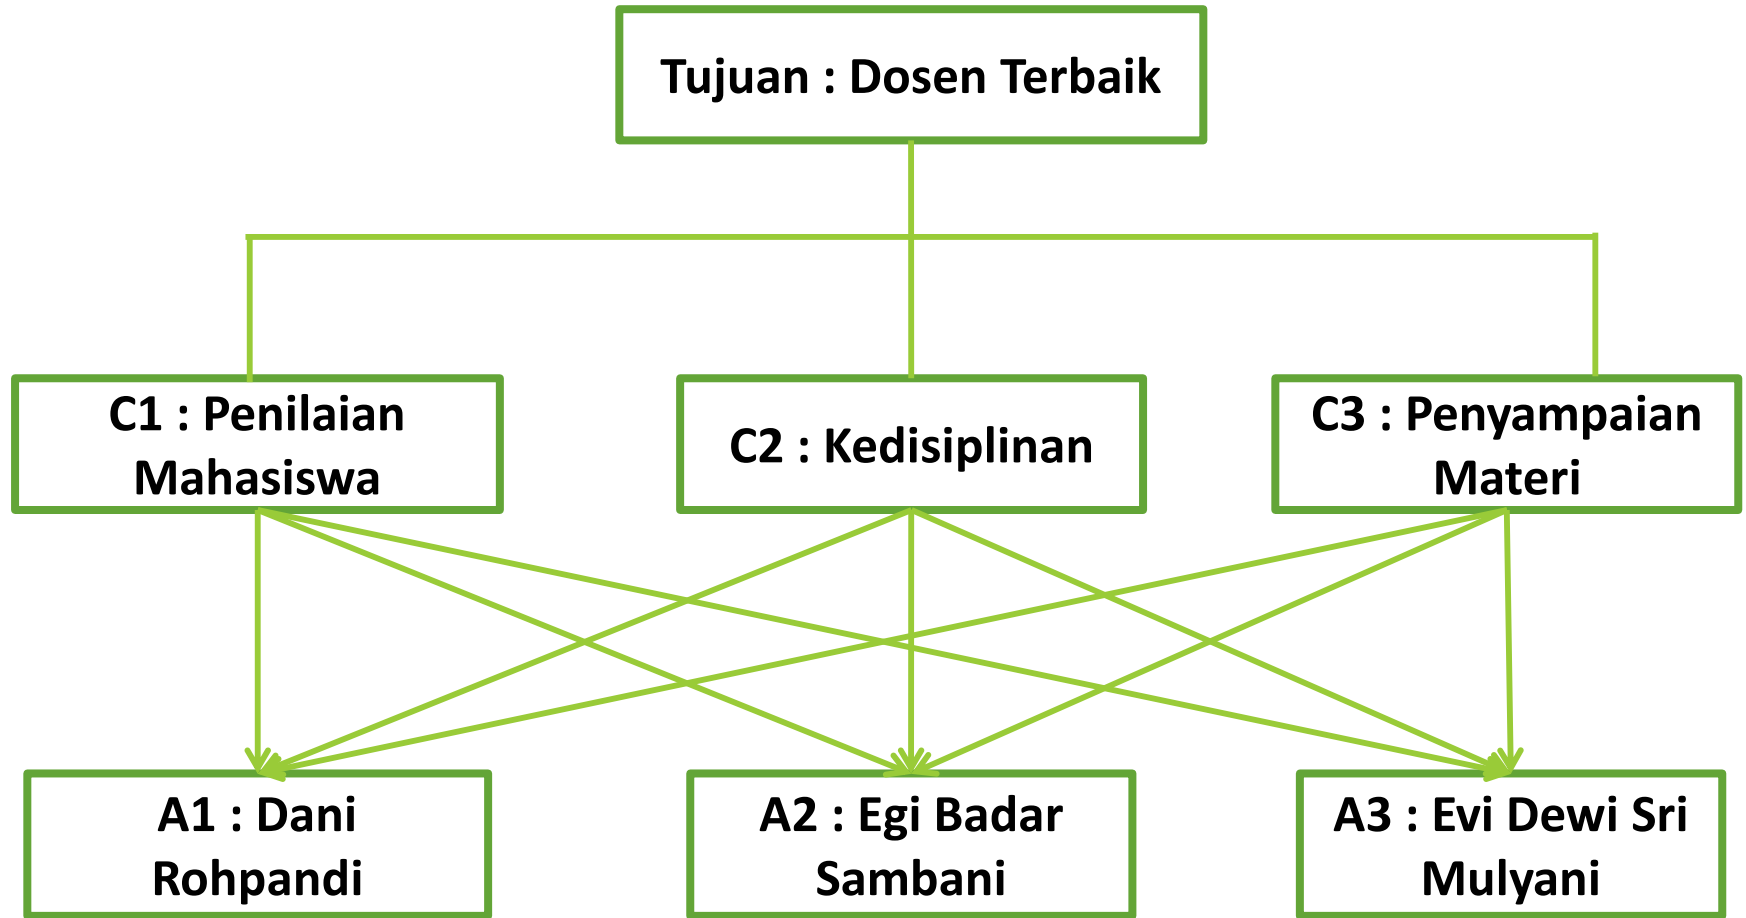 Tujuan : Dosen Terbaik
C1 : Penilaian
Mahasiswa
C2 : Kedisiplinan
C3 : Penyampaian
Materi
A1 : Dani
Rohpandi
A2 : Egi Badar
Sambani
A3 : Evi Dewi Sri
Mulyani